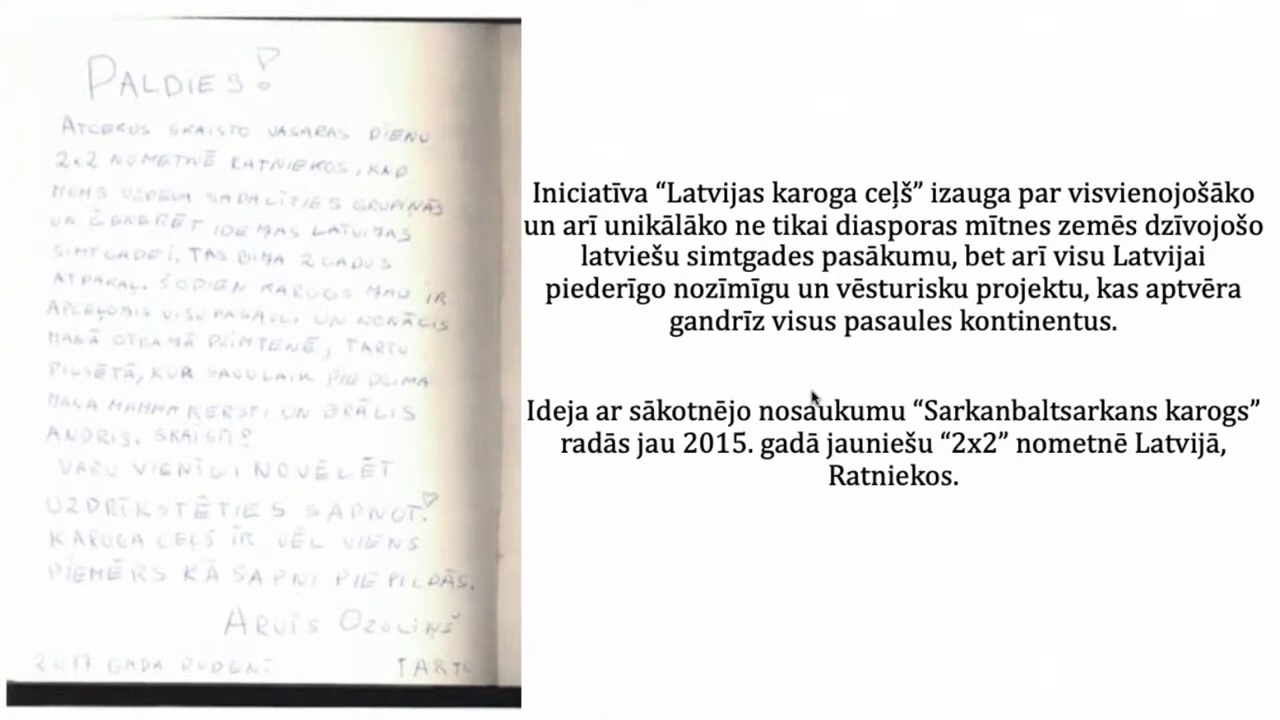 PALDIES!
ATCEROS SKAISTO VASARAS DIENU
2x2 NOMETNĒ RATNIEKOS, KAD
MUMS UZDEVA SADALĪTIES GRUPIŅĀS
UN ĢENERĒT IDEJAS LATVIJAS
SIMTGADEI. TAS BIJA 2 GADUS
ATPAKAĻ. ŠODIEN KAROGS JAU IR
APCEĻOJIS VISU PASAULI UN NONĀCIS
MANĀ OTRAJĀ DZIMTENĒ, TARTU
PILSĒTĀ, KUR SAVULAIK PIEDZIMA
MANA MAMMA ĶERSTI UN BRĀLIS
ANDRIS. SKAISTI?
VARU VIENĪGI NOVĒLĒT
UZDRĪKSTĒTIES SAPŅOT.
KAROGA CEĻŠ IR VĒL VIENS
PIEMĒRS KĀ SAPŅI PIEPILDĀS.
ARVIS OZOLIŅŠ
2017 GADA RUDENĪ TARTU
Iniciatīva “Latvijas karoga ceļš” izauga par visvienojošāko
un arī unikālāko ne tikai diasporas mītnes zemēs dzīvojošo
latviešu simtgades pasākumu, bet arī visu Latvijai
piederīgo nozīmīgu un vēsturisku projektu, kas aptvēra
gandrīz visus pasaules kontinentus.
Ideja ar sākotnējo nosaukumu “Sarkanbaltsarkans karogs”
radās jau 2015. gadā jauniešu “2x2” nometnē Latvijā,
Ratniekos.